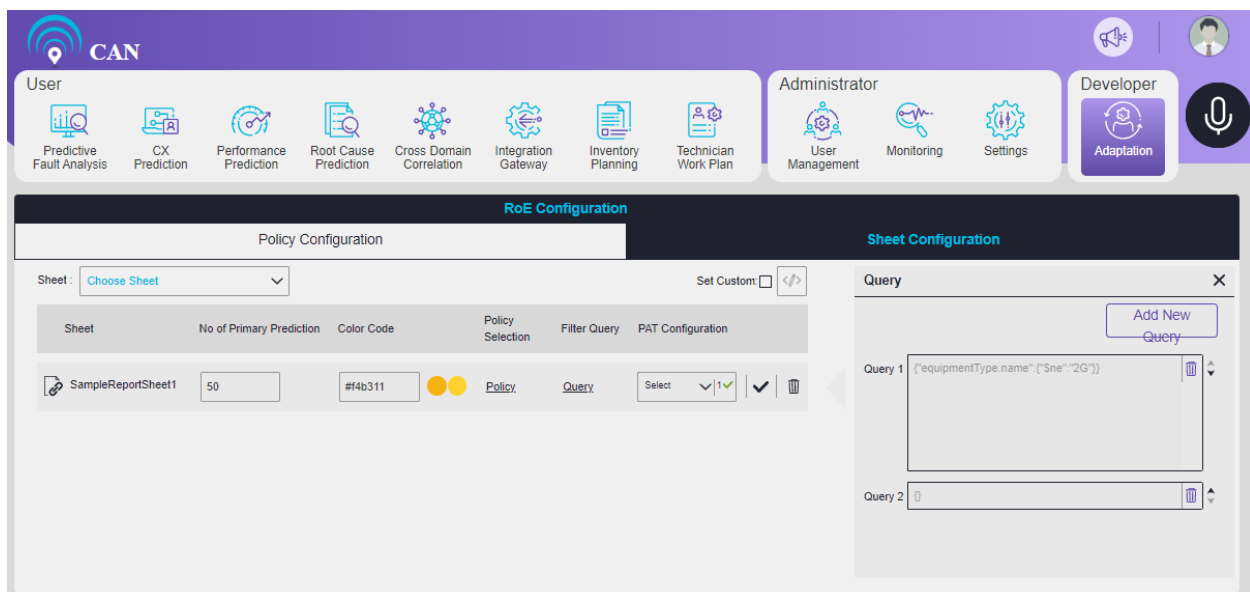 CAN
User
Administrator
Developer
Predictive
Fault Analysis
CX
Prediction
Performance
Prediction
Root Cause
Prediction
Cross Domain
Correlation
Integration
Gateway
Inventory
Planning
Technician
Work Plan
User
Management
Monitoring
Settings
Adaptation
RoE Configuration
Policy Configuration
Sheet Configuration
Sheet : Choose Sheet
Set Custom: </>
Query
Add New
Query
Sheet
No of Primary Prediction
Color Code
Policy
Selection
Filter Query
PAT Configuration
SampleReportSheet1
50
#f4b311
Policy
Query
Select
1
Query 1 {"equipmentType.name":{"$ne":"2G"}}
Query 2 {}